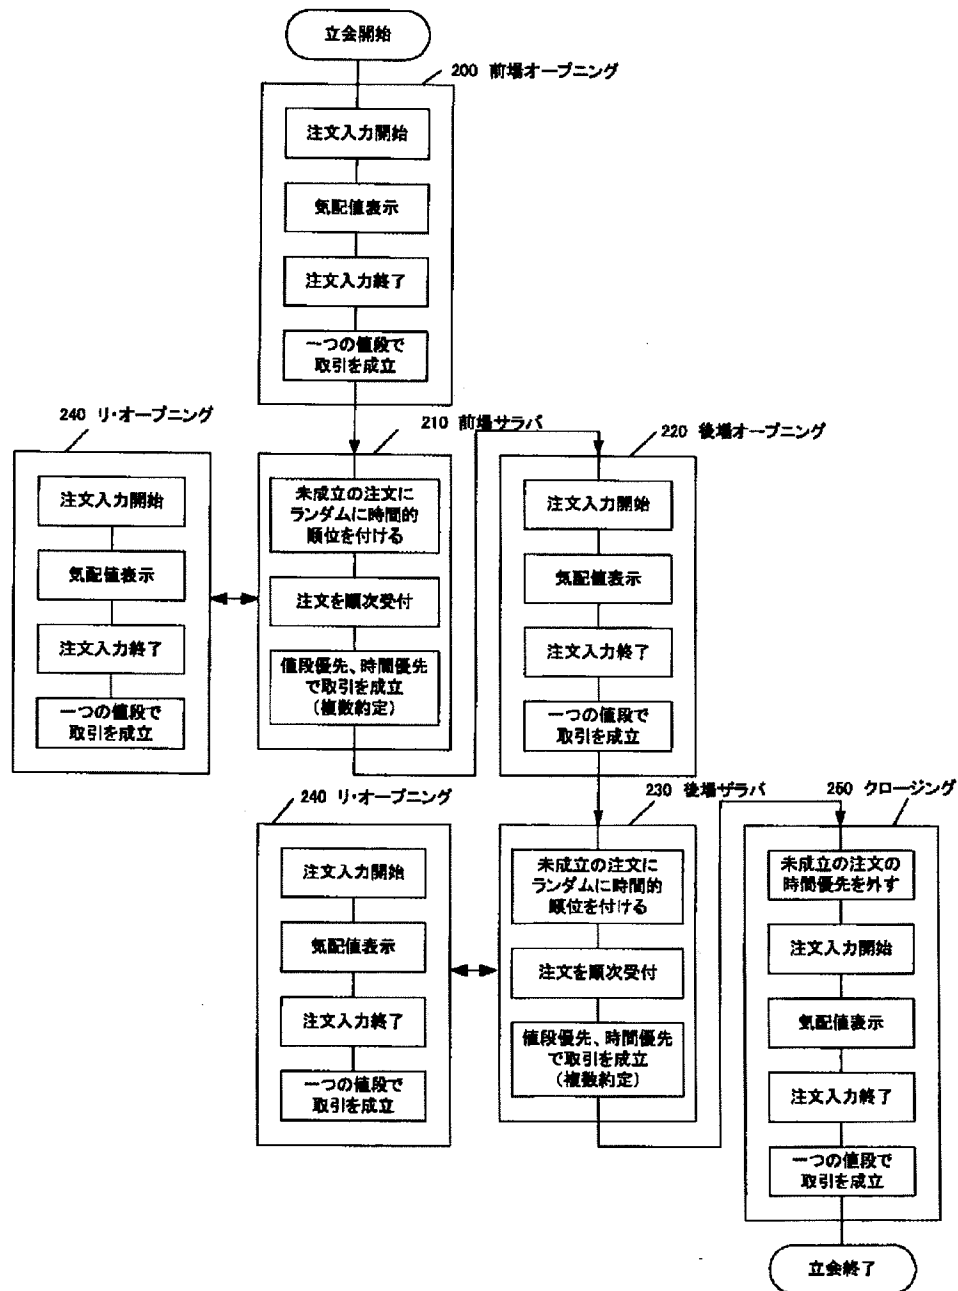 立会開始
200 前場オープニング
注文入力開始
気配値表示
注文入力終了
一つの値段で
取引を成立
240 リ・オープニング
注文入力開始
気配値表示
注文入力終了
一つの値段で
取引を成立
210 前場サラバ
未成立の注文に
ランダムに時間的
順位を付ける
注文を順次受付
値段優先、時間優先
で取引を成立
(複数約定)
220 後場オープニング
注文入力開始
気配値表示
注文入力終了
一つの値段で
取引を成立
240 リ・オープニング
注文入力開始
気配値表示
注文入力終了
一つの値段で
取引を成立
230 後場ザラバ
未成立の注文に
ランダムに時間的
順位を付ける
注文を順次受付
値段優先、時間優先
で取引を成立
(複数約定)
250 クロージング
未成立の注文の
時間優先を外す
注文入力開始
気配値表示
注文入力終了
一つの値段で
取引を成立
立会終了